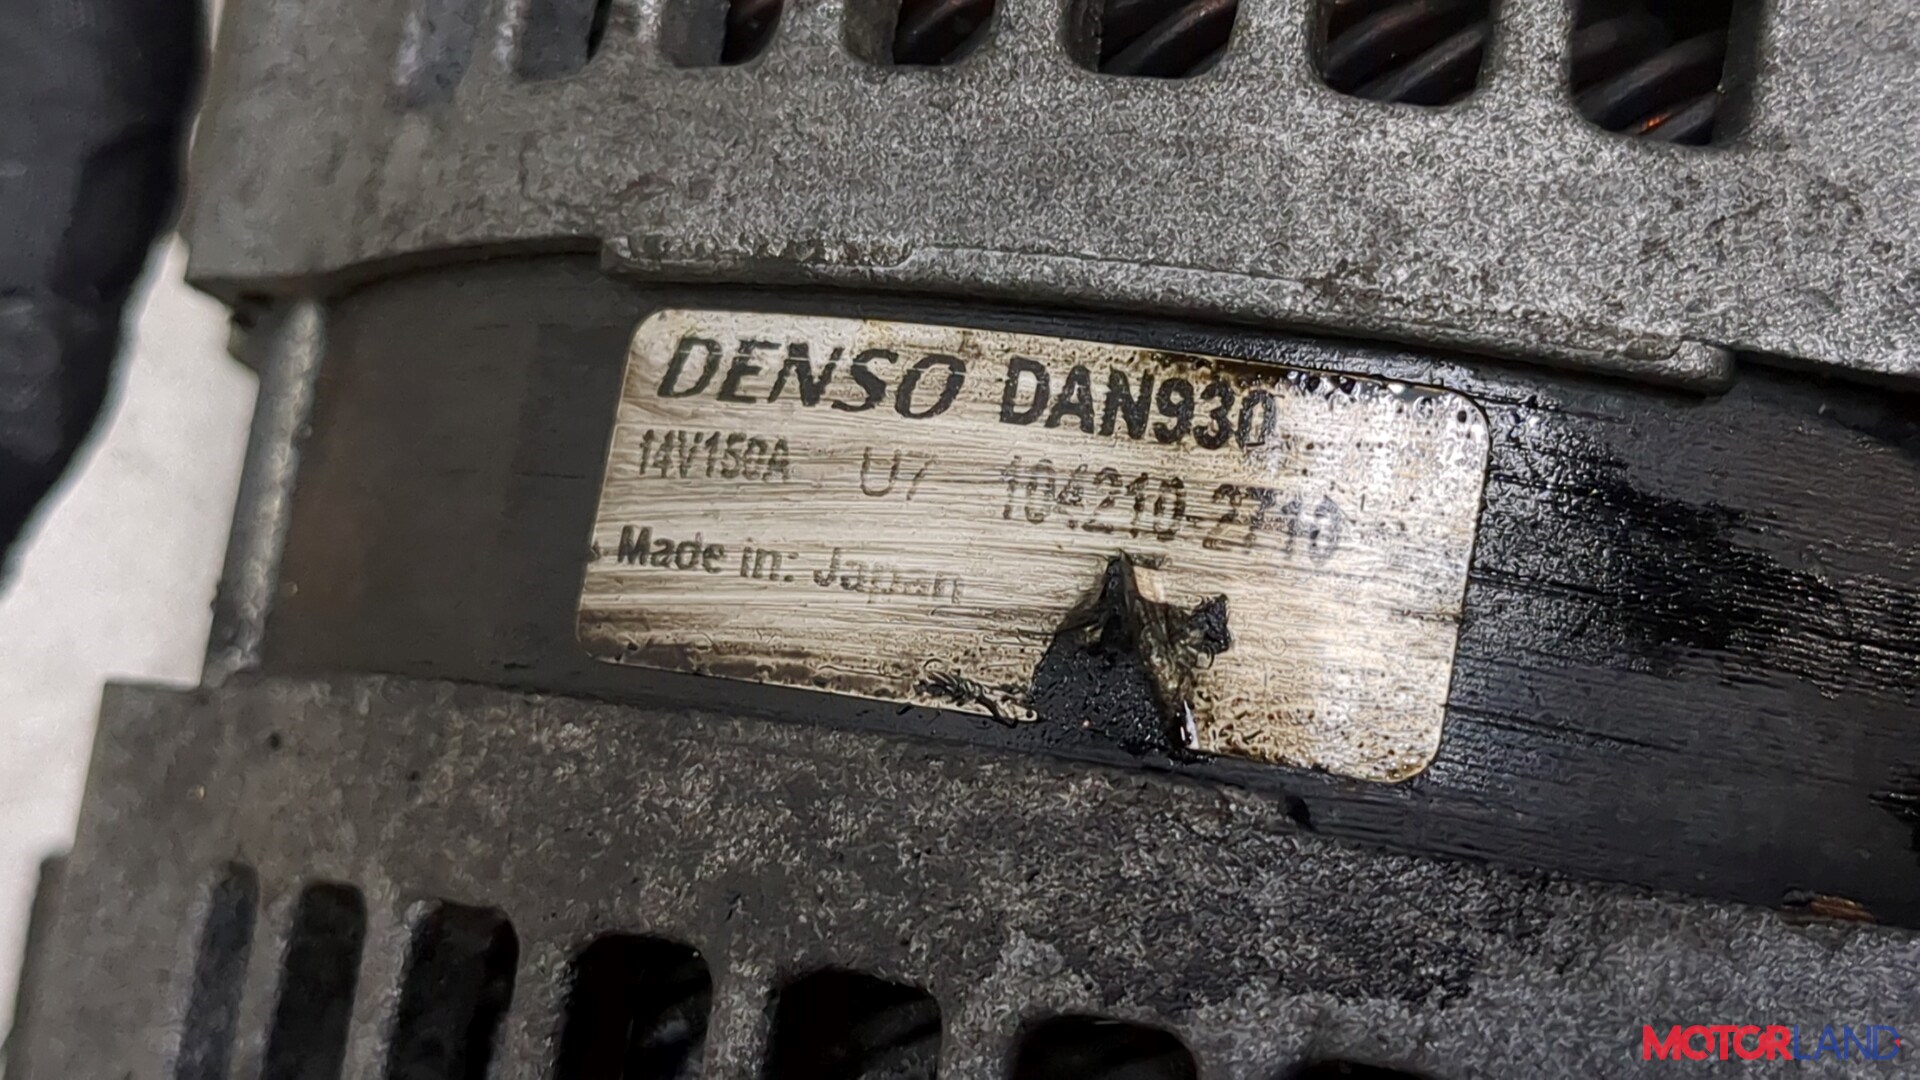 DENSO DAN930
14V150A U7 104210-2710
Made in: Japan
MOTORLAND